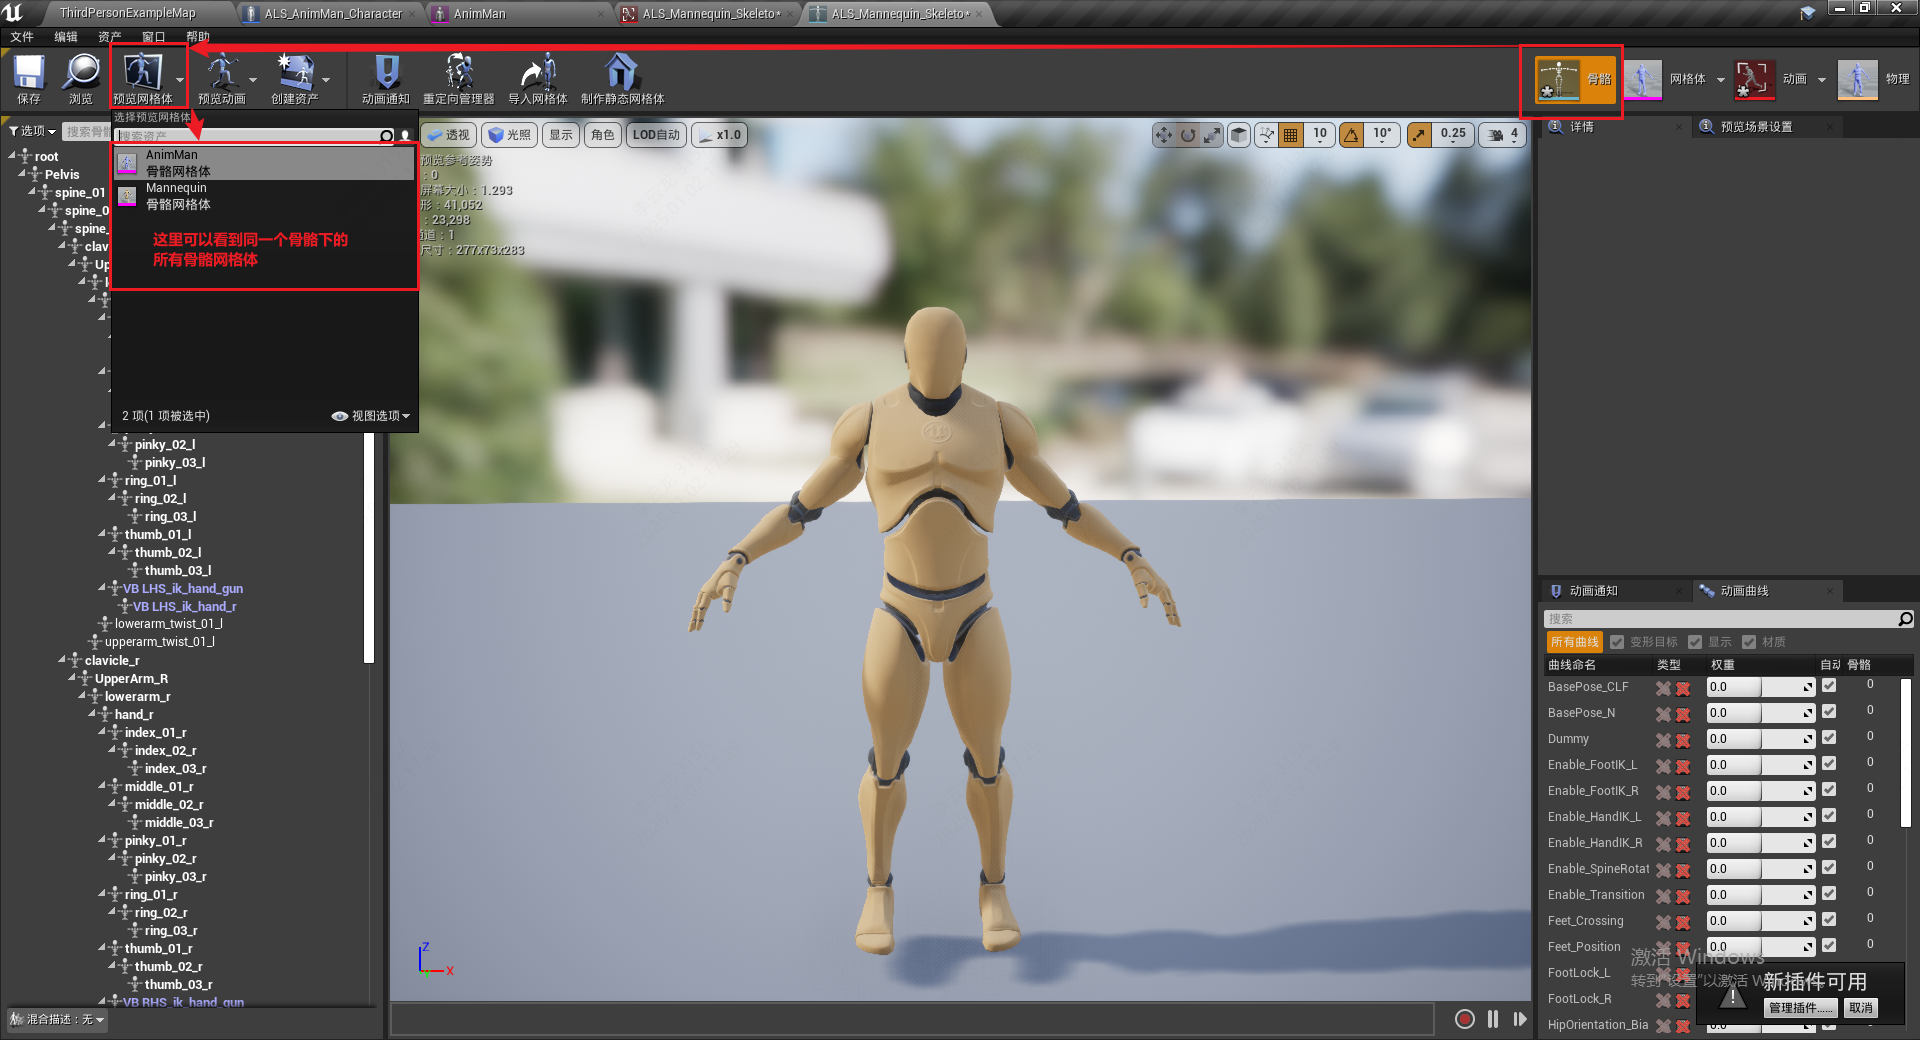 ThirdPersonExampleMap
ALS_AnimMan_Character
AnimMan
ALS_Mannequin_Skeleto*
ALS_Mannequin_Skeleto*
文件 编辑 资产 窗口 帮助
保存 浏览 预览网格体 预览动画 创建资产 动画通知 重定向管理器 导入网格体 制作静态网格体
骨骼 网格体 动画 物理
选择预览网格体
搜索资产
AnimMan
骨骼网格体
Mannequin
骨骼网格体
这里可以看到同一个骨骼下的
所有骨骼网格体
2 项(1 项被选中)
视图选项
选项
搜索骨骼
root
Pelvis
spine_01
spine_0
spine_
clav
Up
pinky_02_l
pinky_03_l
ring_01_l
ring_02_l
ring_03_l
thumb_01_l
thumb_02_l
thumb_03_l
VB LHS_ik_hand_gun
VB LHS_ik_hand_r
lowerarm_twist_01_l
upperarm_twist_01_l
clavicle_r
UpperArm_R
lowerarm_r
hand_r
index_01_r
index_02_r
index_03_r
middle_01_r
middle_02_r
middle_03_r
pinky_01_r
pinky_02_r
pinky_03_r
ring_01_r
ring_02_r
ring_03_r
thumb_01_r
thumb_02_r
thumb_03_r
VB RHS_ik_hand_gun
混合描述：无
透视 光照 显示 角色 LOD自动 x1.0
10 10° 0.25 4
预览参考姿势
：0
屏幕大小：1.293
形：41,052
：23,298
道：1
尺寸：277x73x283
Z
X
详情
预览场景设置
动画通知
动画曲线
搜索
所有曲线 变形目标 显示 材质
曲线命名 类型 权重 自动 骨骼
BasePose_CLF 0.0 0
BasePose_N 0.0 0
Dummy 0.0 0
Enable_FootIK_L 0.0 0
Enable_FootIK_R 0.0 0
Enable_HandIK_L 0.0 0
Enable_HandIK_R 0.0 0
Enable_SpineRotat 0.0 0
Enable_Transition 0.0 0
Feet_Crossing 0.0 0
Feet_Position 0.0 0
FootLock_L
FootLock_R
HipOrientation_Bia 0.0
激活 Windows
转到"设置"以激活 W
新插件可用
管理插件......
取消